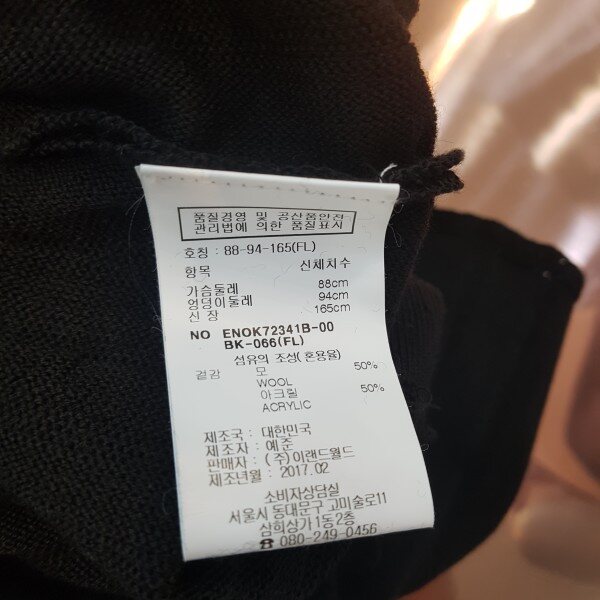 품질경영 및 공산품안전
관리법에 의한 품질표시
호칭 : 88-94-165(FL)
항목 신체치수
가슴둘레 88cm
엉덩이둘레 94cm
신 장 165cm
NO ENOK72341B-00
BK-066(FL)
섬유의 조성(혼용율)
겉감 모 50%
WOOL
아크릴 50%
ACRYLIC
제조국 : 대한민국
제조자 : 예준
판매자 : (주)이랜드월드
제조년월 : 2017.02
소비자상담실
서울시 동대문구 고미술로11
삼희상가1동2층
☎ 080-249-0456